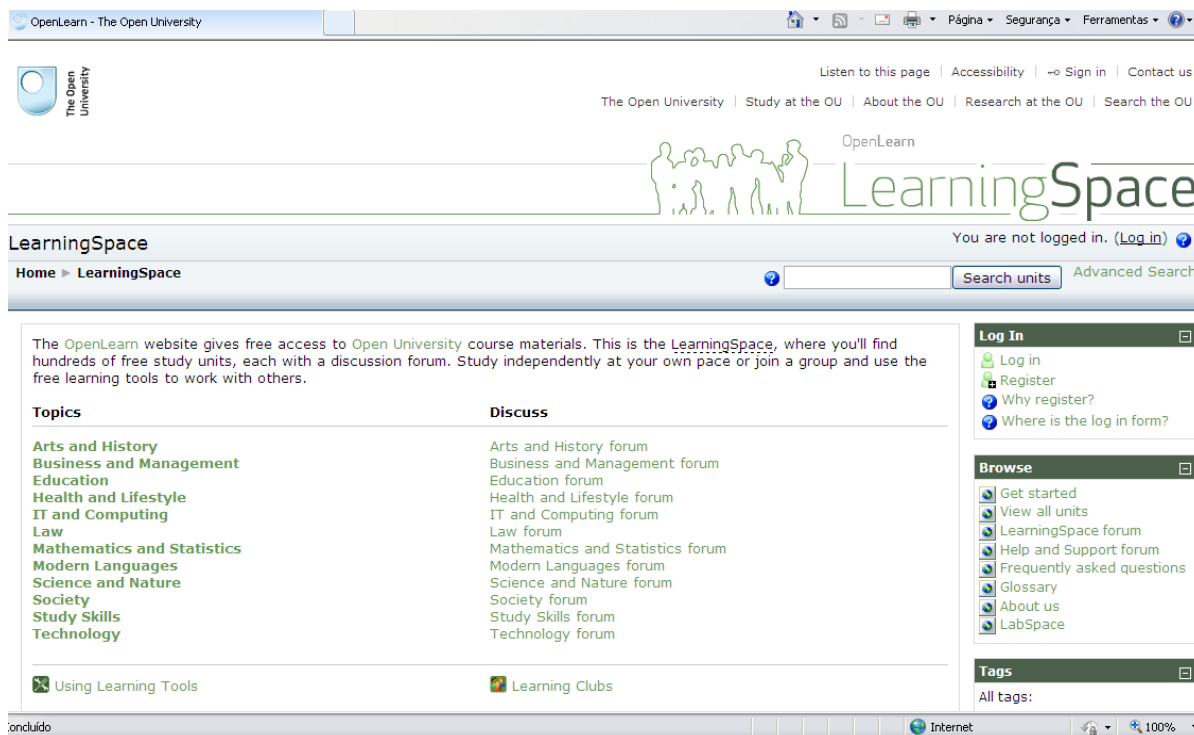 OpenLearn - The Open University
Página Segurança Ferramentas
The Open University
Listen to this page Accessibility Sign in Contact us
The Open University Study at the OU About the OU Research at the OU Search the OU
OpenLearn
LearningSpace
LearningSpace
You are not logged in. (Log in)
Home ► LearningSpace
Search units Advanced Search
The OpenLearn website gives free access to Open University course materials. This is the LearningSpace, where you'll find
hundreds of free study units, each with a discussion forum. Study independently at your own pace or join a group and use the
free learning tools to work with others.
Topics
Arts and History
Business and Management
Education
Health and Lifestyle
IT and Computing
Law
Mathematics and Statistics
Modern Languages
Science and Nature
Society
Study Skills
Technology
Using Learning Tools
Discuss
Arts and History forum
Business and Management forum
Education forum
Health and Lifestyle forum
IT and Computing forum
Law forum
Mathematics and Statistics forum
Modern Languages forum
Science and Nature forum
Society forum
Study Skills forum
Technology forum
Learning Clubs
Log In
Log in
Register
Why register?
Where is the log in form?
Browse
Get started
View all units
LearningSpace forum
Help and Support forum
Frequently asked questions
Glossary
About us
LabSpace
Tags
All tags:
oncluído
Internet
100%